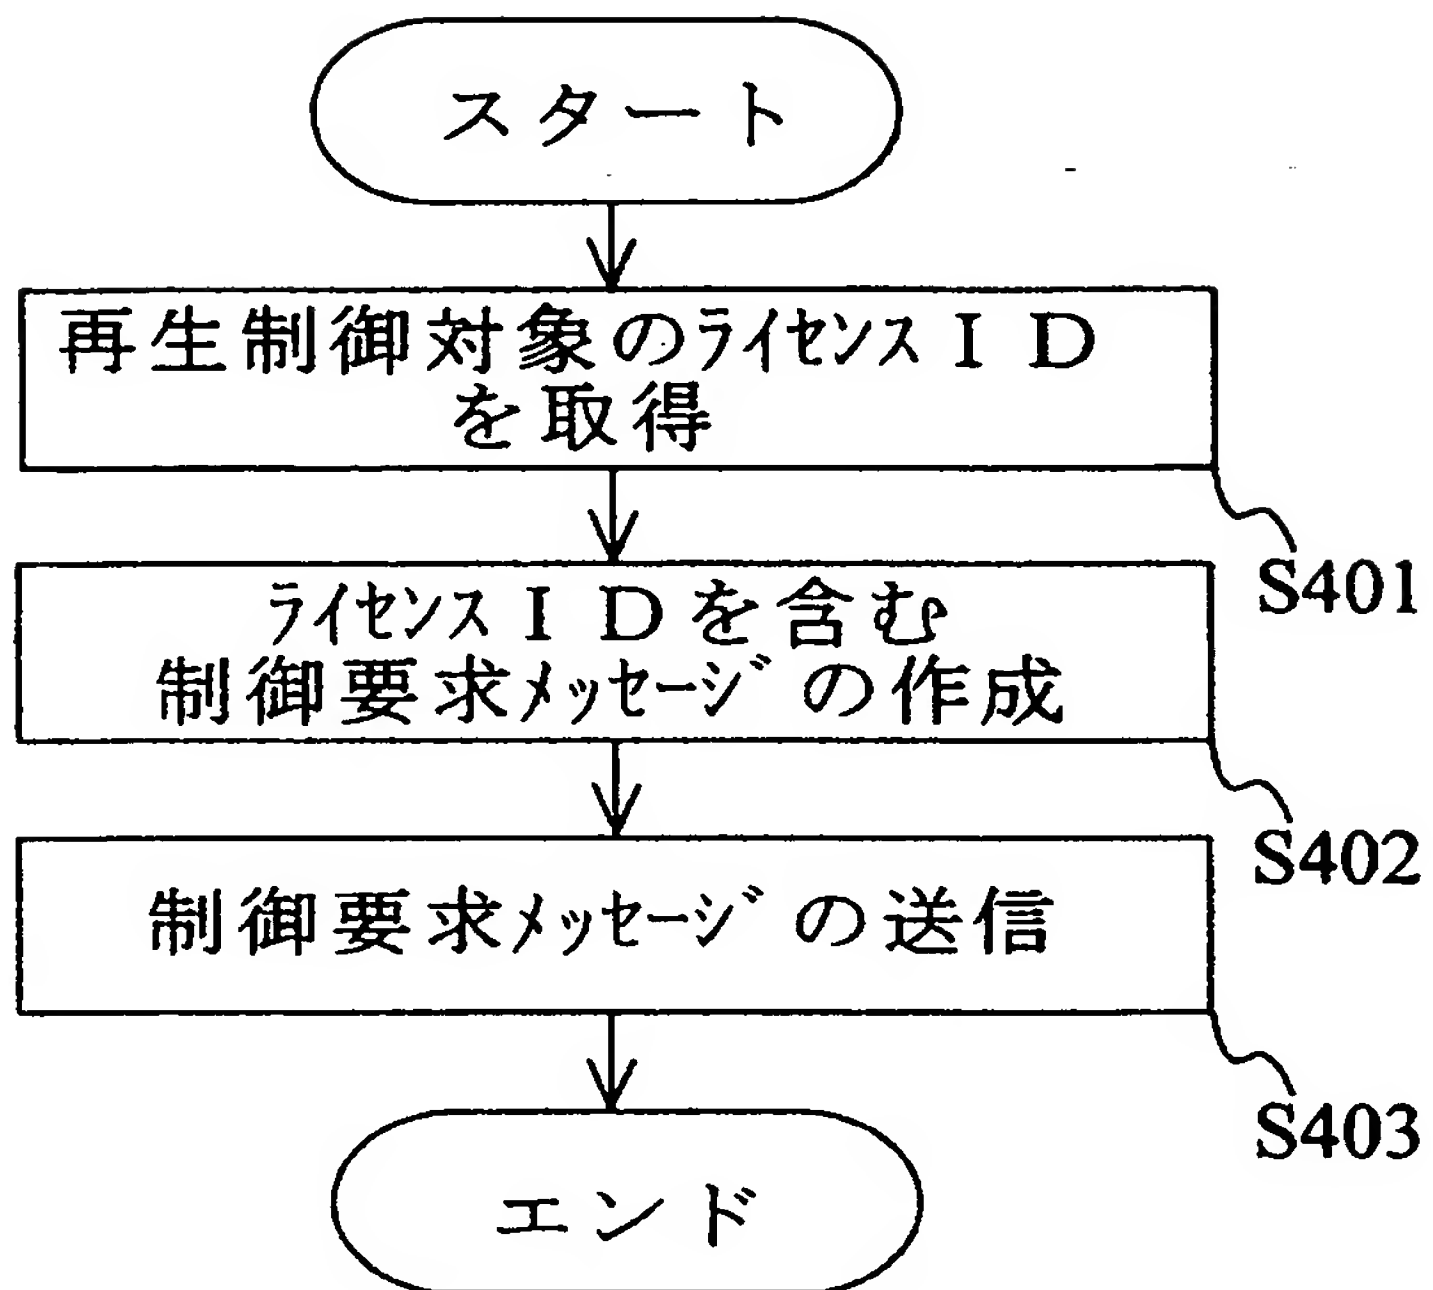 スタート
再生制御対象のﾗｲｾﾝｽＩＤ
を取得
S401
ﾗｲｾﾝｽＩＤを含む
制御要求ﾒｯｾｰｼﾞの作成
S402
制御要求ﾒｯｾｰｼﾞの送信
S403
エンド